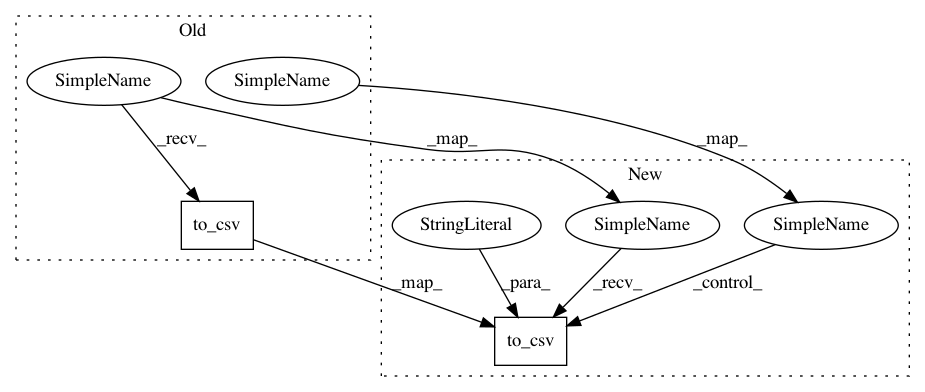 Old
SimpleName
SimpleName
_recv_
_map_
_map_
New
to_csv
StringLiteral
SimpleName
SimpleName
_map_
_para_
_recv_
_control_
to_csv